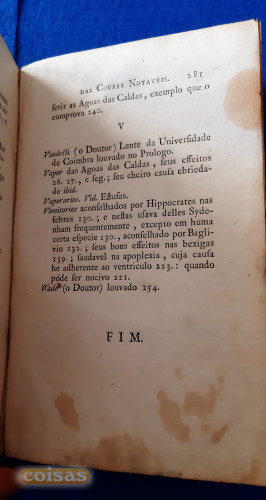 DAS COUSAS NOTAVEIS. 281
ferir as Agoas das Caldas, exemplo que o
comprova 240.
V
Vandelli (o Doutor) Lente da Universidade
de Coimbra louvado no Prologo.
Vapor das Agoas das Caldas, seus effeitos
26. 27., e seg.; seu cheiro causa ebrieda-
de ibid.
Vaporarios. Vid. Estufas.
Vomitorios aconselhados por Hippocrates nas
febres 130.; e nestas usava delles Syde-
nham frequentemente, excepto em huma
certa especie 130., aconselhado por Bagli-
vio 132.; seus bons effeitos nas bexigas
139.; saudavel na apoplexia, cuja causa
he adherente ao ventriculo 223.: quando
póde ser nocivo 221.
Wade (o Doutor) louvado 254.
FIM.
coisas